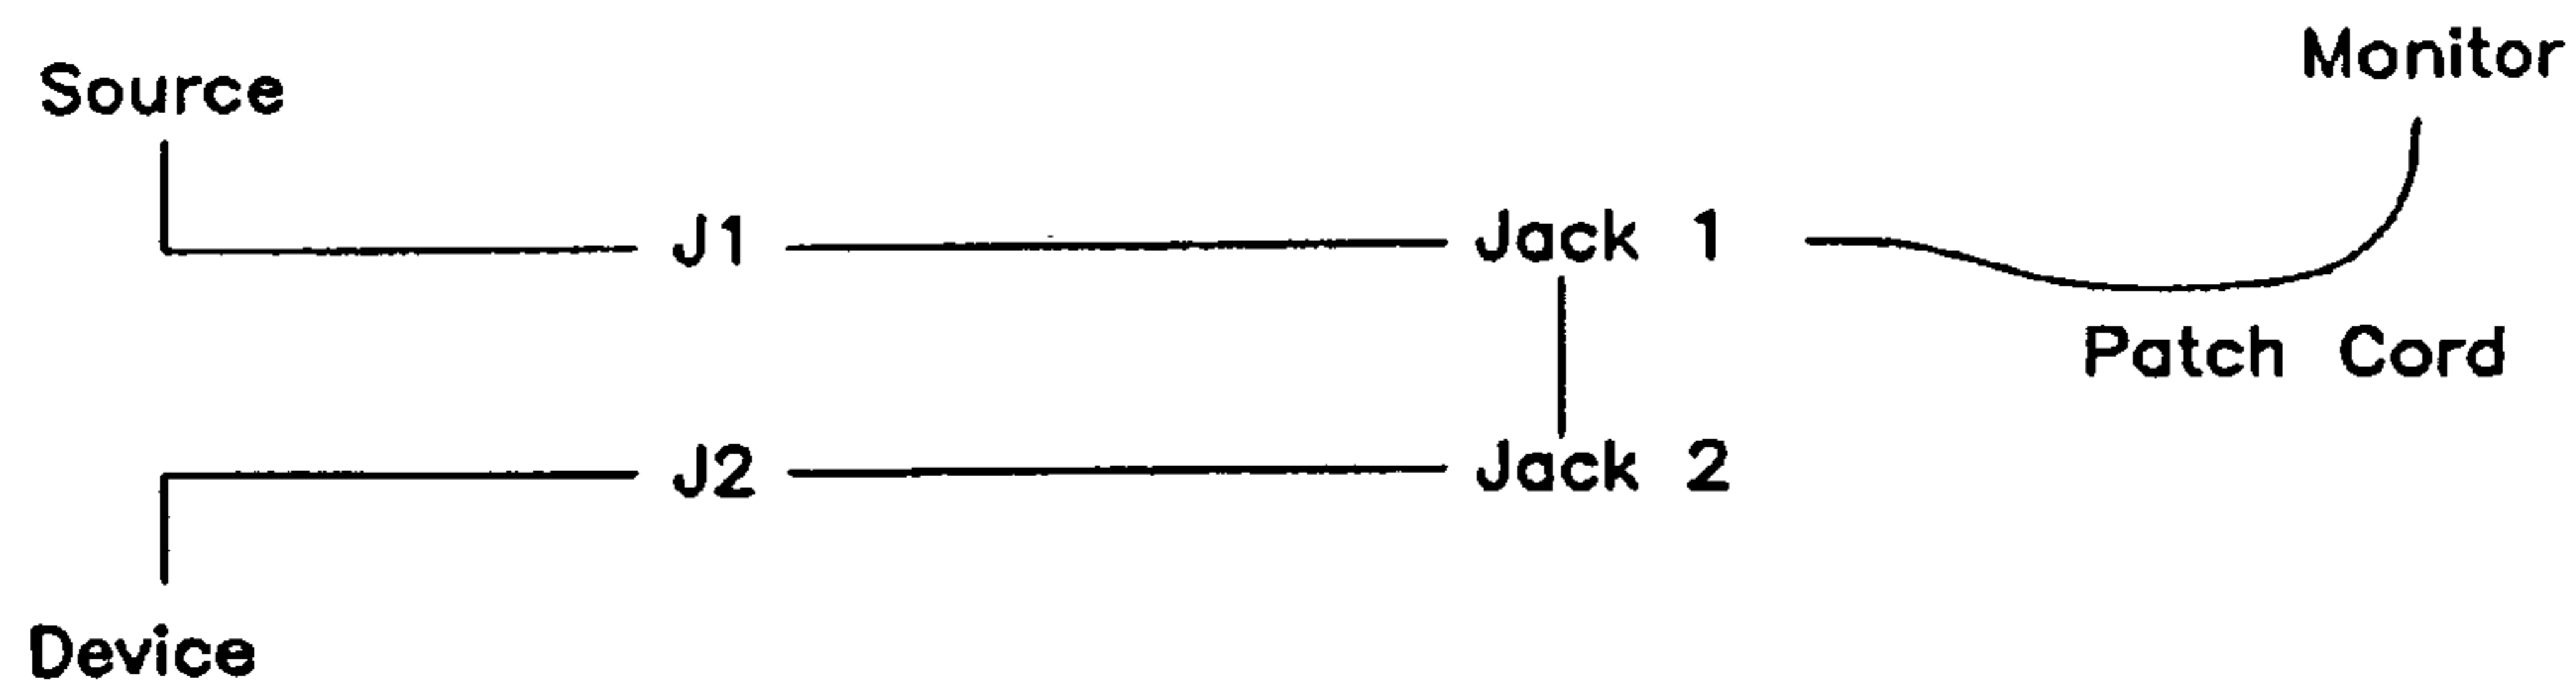 Source
Monitor
J1
Jack 1
Patch Cord
J2
Jack 2
Device